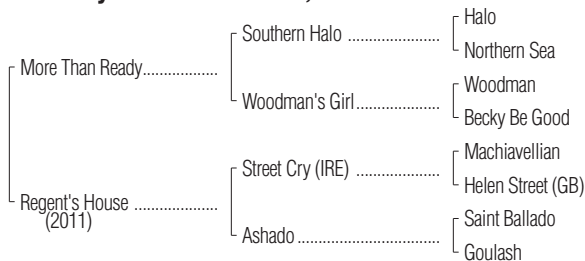 Halo
Southern Halo ...................
Northern Sea
More Than Ready.................
Woodman
Woodman's Girl.....................
Becky Be Good
Machiavellian
Street Cry (IRE) ....................
Helen Street (GB)
Regent's House ...................
(2011)
Saint Ballado
Ashado..................................
Goulash